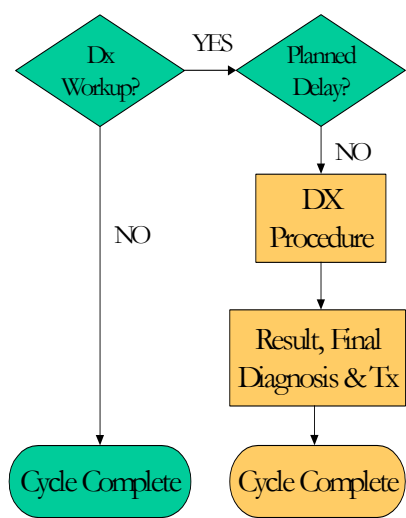 Dx
Workup?
YES
Planned
Delay?
NO
DX
Procedure
NO
Result, Final
Diagnosis & Tx
Cycle Complete
Cycle Complete